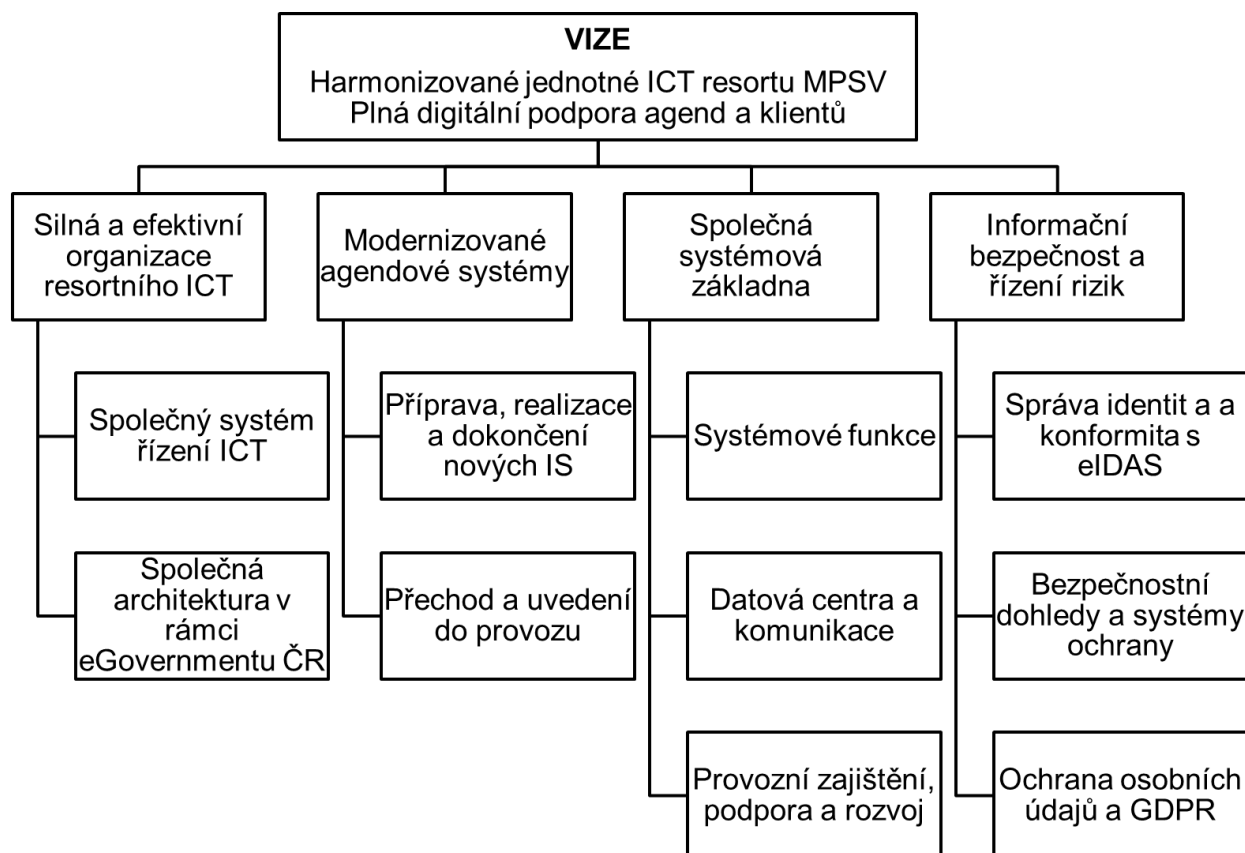 VIZE
Harmonizované jednotné ICT resortu MPSV
Plná digitální podpora agend a klientů
Silná a efektivní
organizace
resortního ICT
Společný systém
řízení ICT
Společná
architektura v
rámci
eGovernmentu ČR
Modernizované
agendové systémy
Příprava, realizace
a dokončení
nových IS
Přechod a uvedení
do provozu
Společná
systémová
základna
Systémové funkce
Datová centra a
komunikace
Provozní zajištění,
podpora a rozvoj
Informační
bezpečnost a
řízení rizik
Správa identit a a
konformita s
eIDAS
Bezpečnostní
dohledy a systémy
ochrany
Ochrana osobních
údajů a GDPR